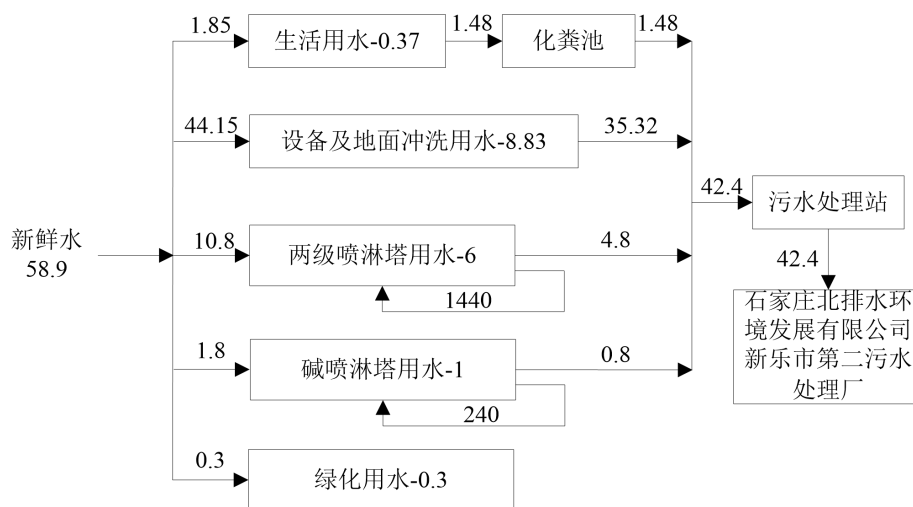 1.85
生活用水-0.37
1.48
化粪池
1.48
44.15
设备及地面冲洗用水-8.83
35.32
42.4
污水处理站
新鲜水
58.9
10.8
两级喷淋塔用水-6
4.8
1440
42.4
石家庄北排水环
境发展有限公司
新乐市第二污水
处理厂
1.8
碱喷淋塔用水-1
0.8
240
0.3
绿化用水-0.3